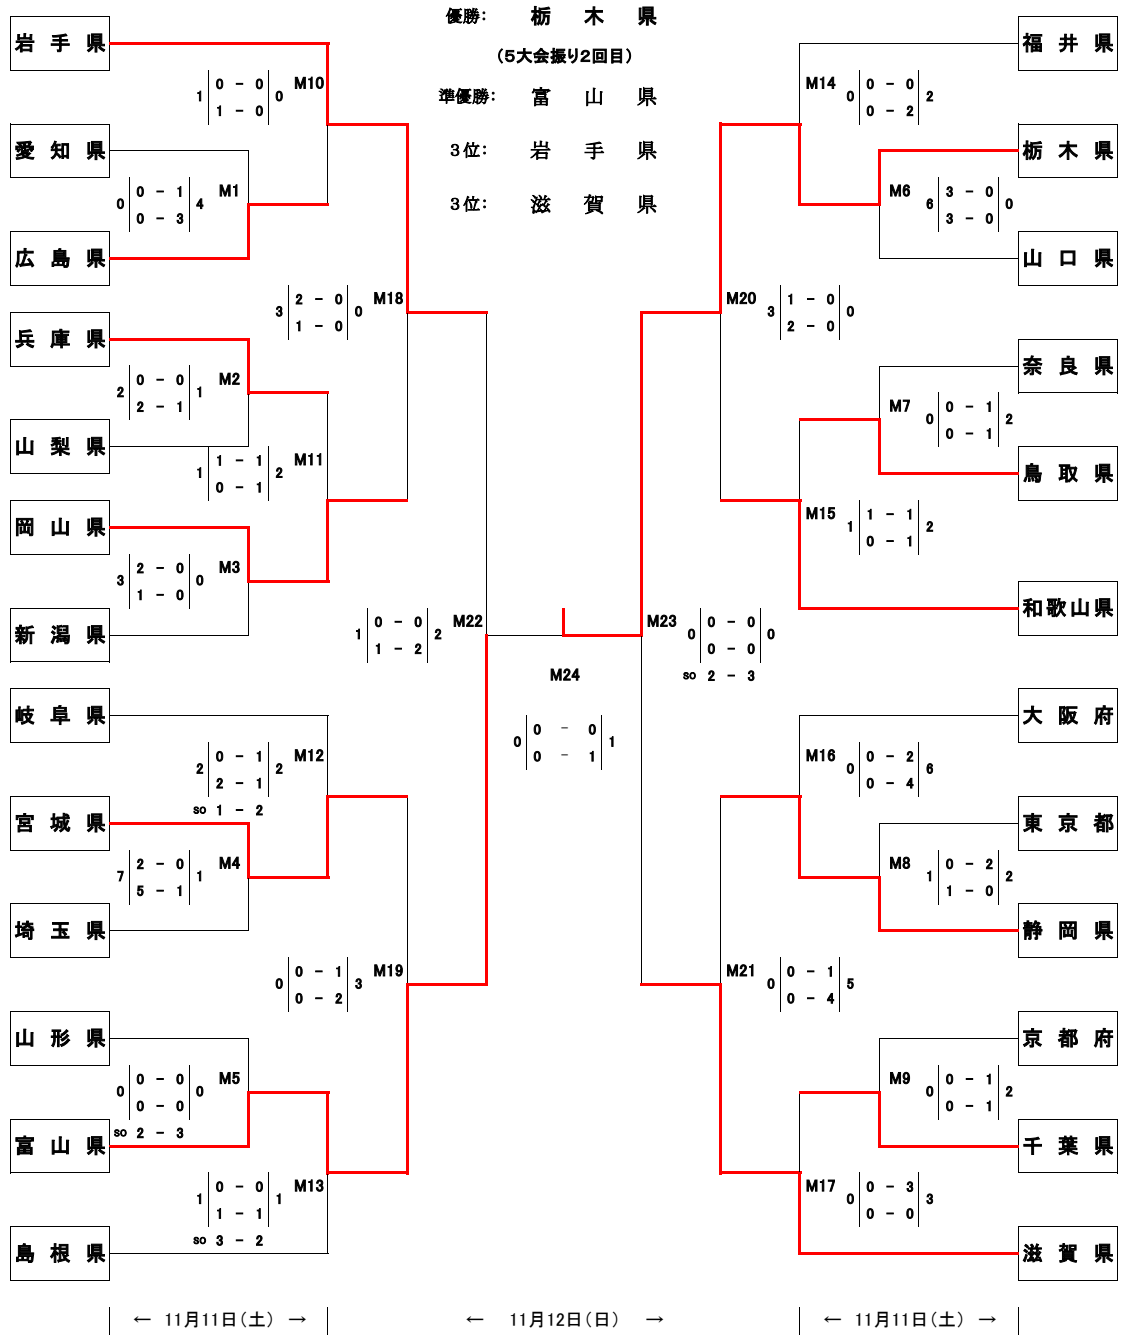 優勝: 栃木県
(5大会振り2回目)
準優勝: 富山県
3位: 岩手県
3位: 滋賀県
岩手県
1 0 - 0 0 M10
1 - 0
愛知県
0 0 - 1 4 M1
0 - 3
広島県
3 2 - 0 0 M18
1 - 0
兵庫県
2 0 - 0 1 M2
2 - 1
山梨県
1 1 - 1 2 M11
0 - 1
岡山県
3 2 - 0 0 M3
1 - 0
新潟県
1 0 - 0 2 M22
1 - 2
岐阜県
2 0 - 1 2 M12
2 - 1
so 1 - 2
宮城県
7 2 - 0 1 M4
5 - 1
埼玉県
0 0 - 1 3 M19
0 - 2
山形県
0 0 - 0 0 M5
0 - 0
so 2 - 3
富山県
1 0 - 0 1 M13
1 - 1
so 3 - 2
島根県
M24
0 0 - 0 1
0 - 1
福井県
M14 0 0 - 0 2
0 - 2
栃木県
M6 6 3 - 0 0
3 - 0
山口県
M20 3 1 - 0 0
2 - 0
奈良県
M7 0 0 - 1 2
0 - 1
鳥取県
M15 1 1 - 1 2
0 - 1
和歌山県
M23 0 0 - 0 0
0 - 0
so 2 - 3
大阪府
M16 0 0 - 2 6
0 - 4
東京都
M8 1 0 - 2 2
1 - 0
静岡県
M21 0 0 - 1 5
0 - 4
京都府
M9 0 0 - 1 2
0 - 1
千葉県
M17 0 0 - 3 3
0 - 0
滋賀県
← 11月11日(土) →
← 11月12日(日) →
← 11月11日(土) →